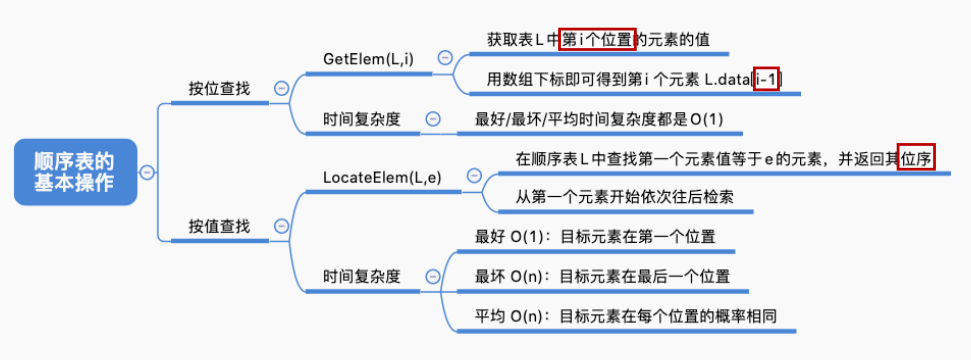 顺序表的
基本操作
按位查找
GetElem(L,i)
获取表L中第i个位置的元素的值
用数组下标即可得到第i个元素 L.data[i-1]
时间复杂度
最好/最坏/平均时间复杂度都是O(1)
按值查找
LocateElem(L,e)
在顺序表L中查找第一个元素值等于e的元素，并返回其位序
从第一个元素开始依次往后检索
时间复杂度
最好 O(1)：目标元素在第一个位置
最坏 O(n)：目标元素在最后一个位置
平均 O(n)：目标元素在每个位置的概率相同